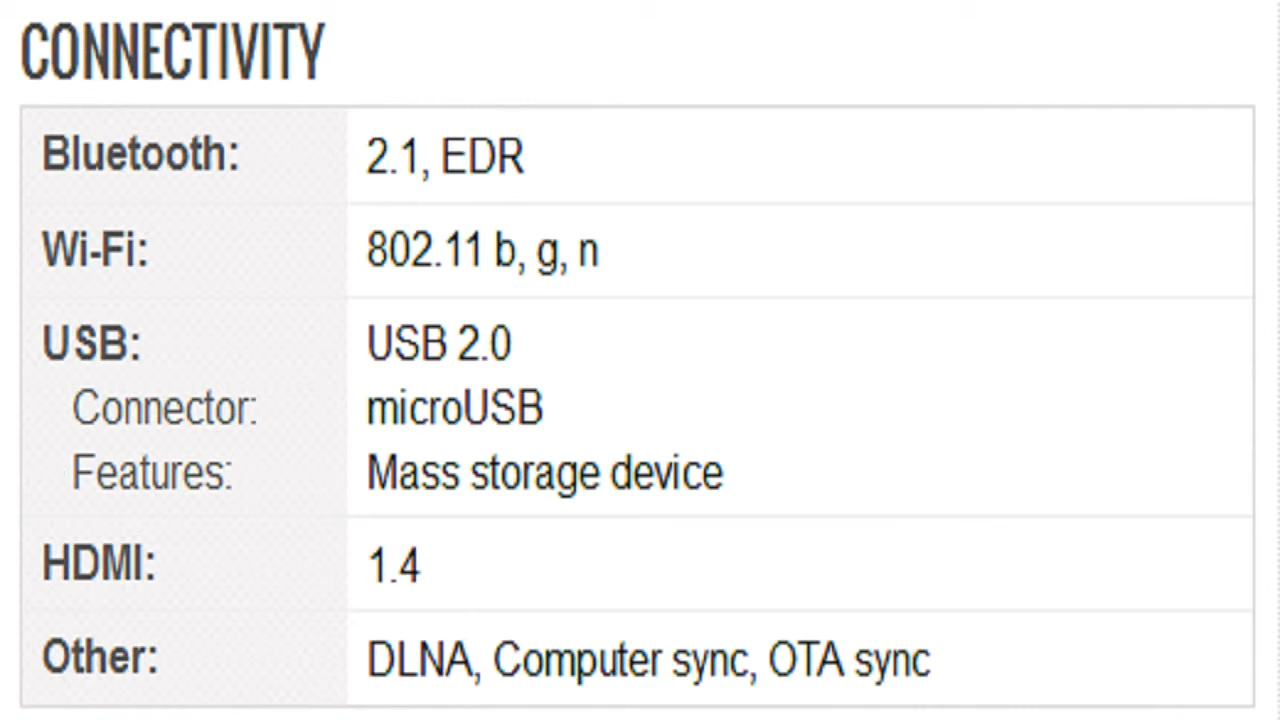 CONNECTIVITY
Bluetooth: 2.1, EDR
Wi-Fi: 802.11 b, g, n
USB: USB 2.0
Connector: microUSB
Features: Mass storage device
HDMI: 1.4
Other: DLNA, Computer sync, OTA sync